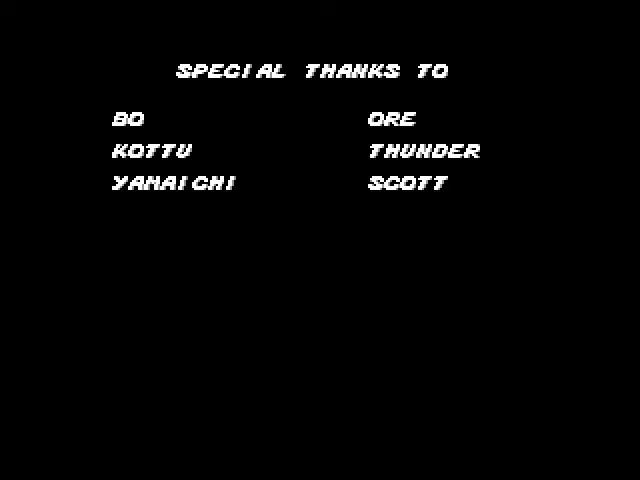 SPECIAL THANKS TO
BO ORE
KOTTU THUNDER
YAMAICHI SCOTT